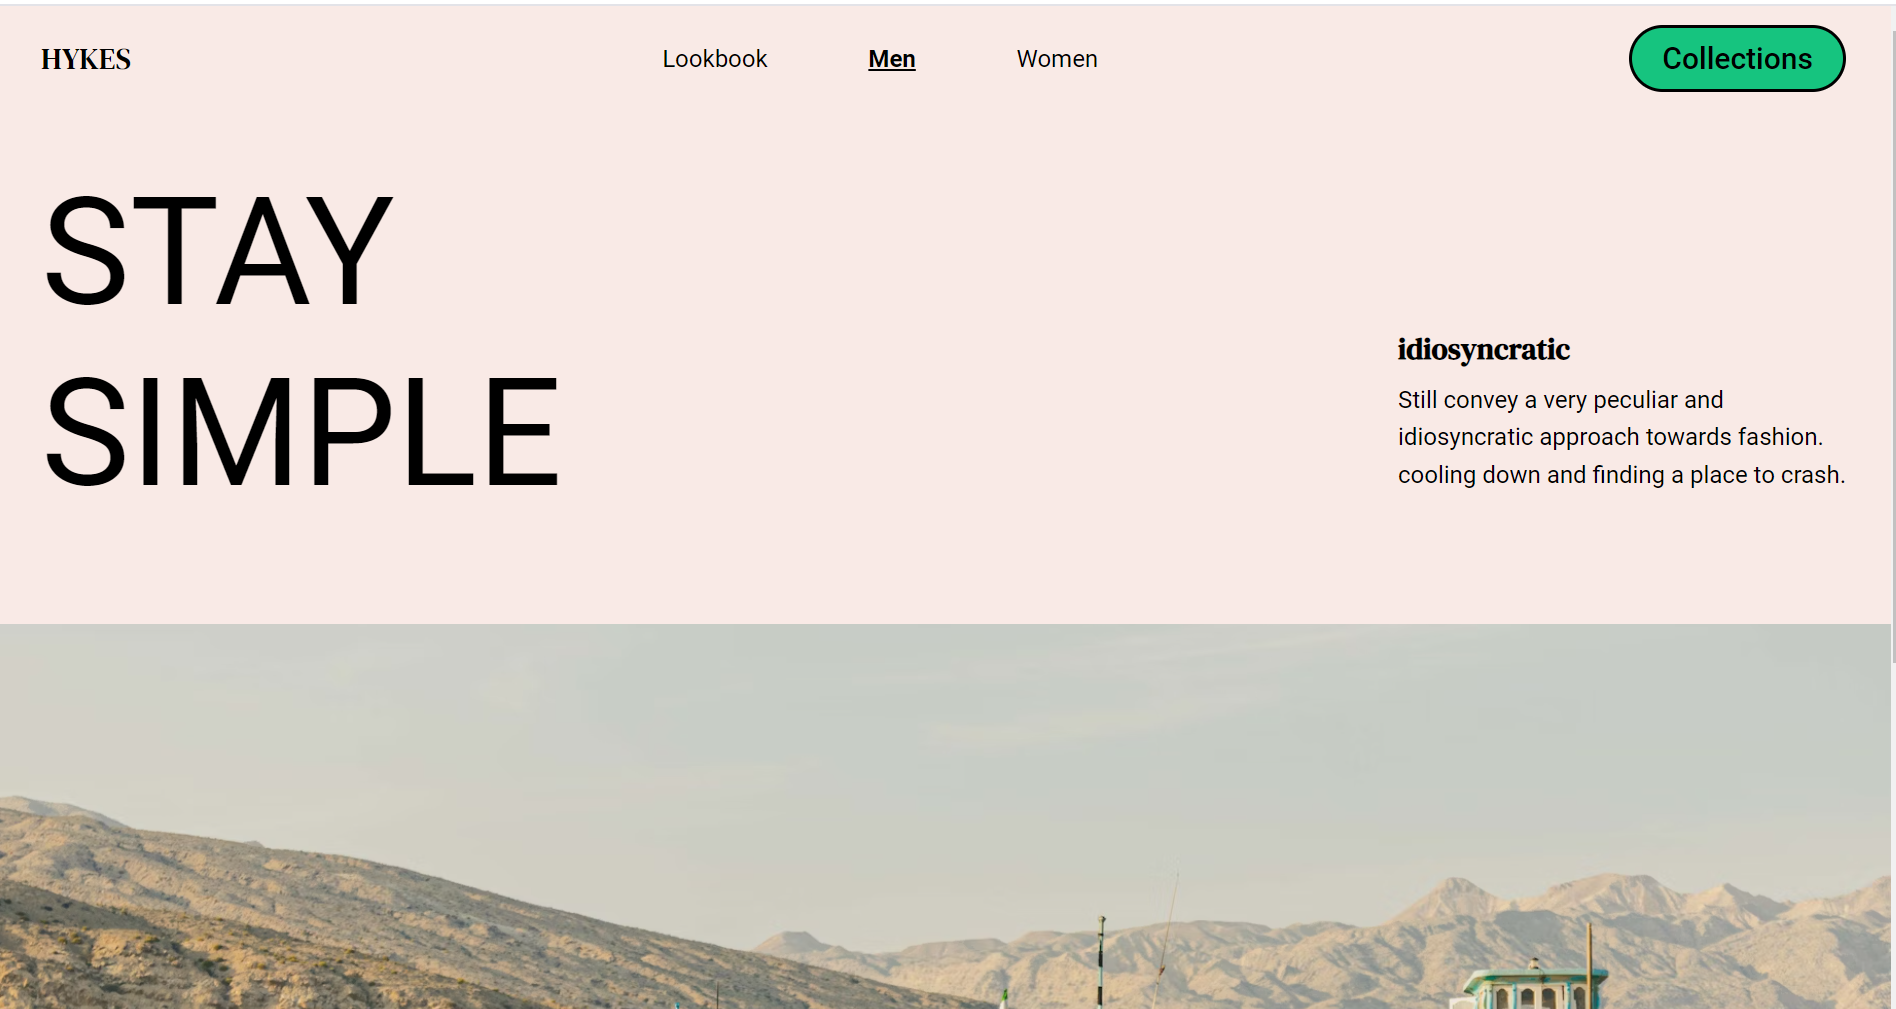 HYKES
Lookbook
Men
Women
Collections
STAY
SIMPLE
idiosyncratic
Still convey a very peculiar and
idiosyncratic approach towards fashion.
cooling down and finding a place to crash.